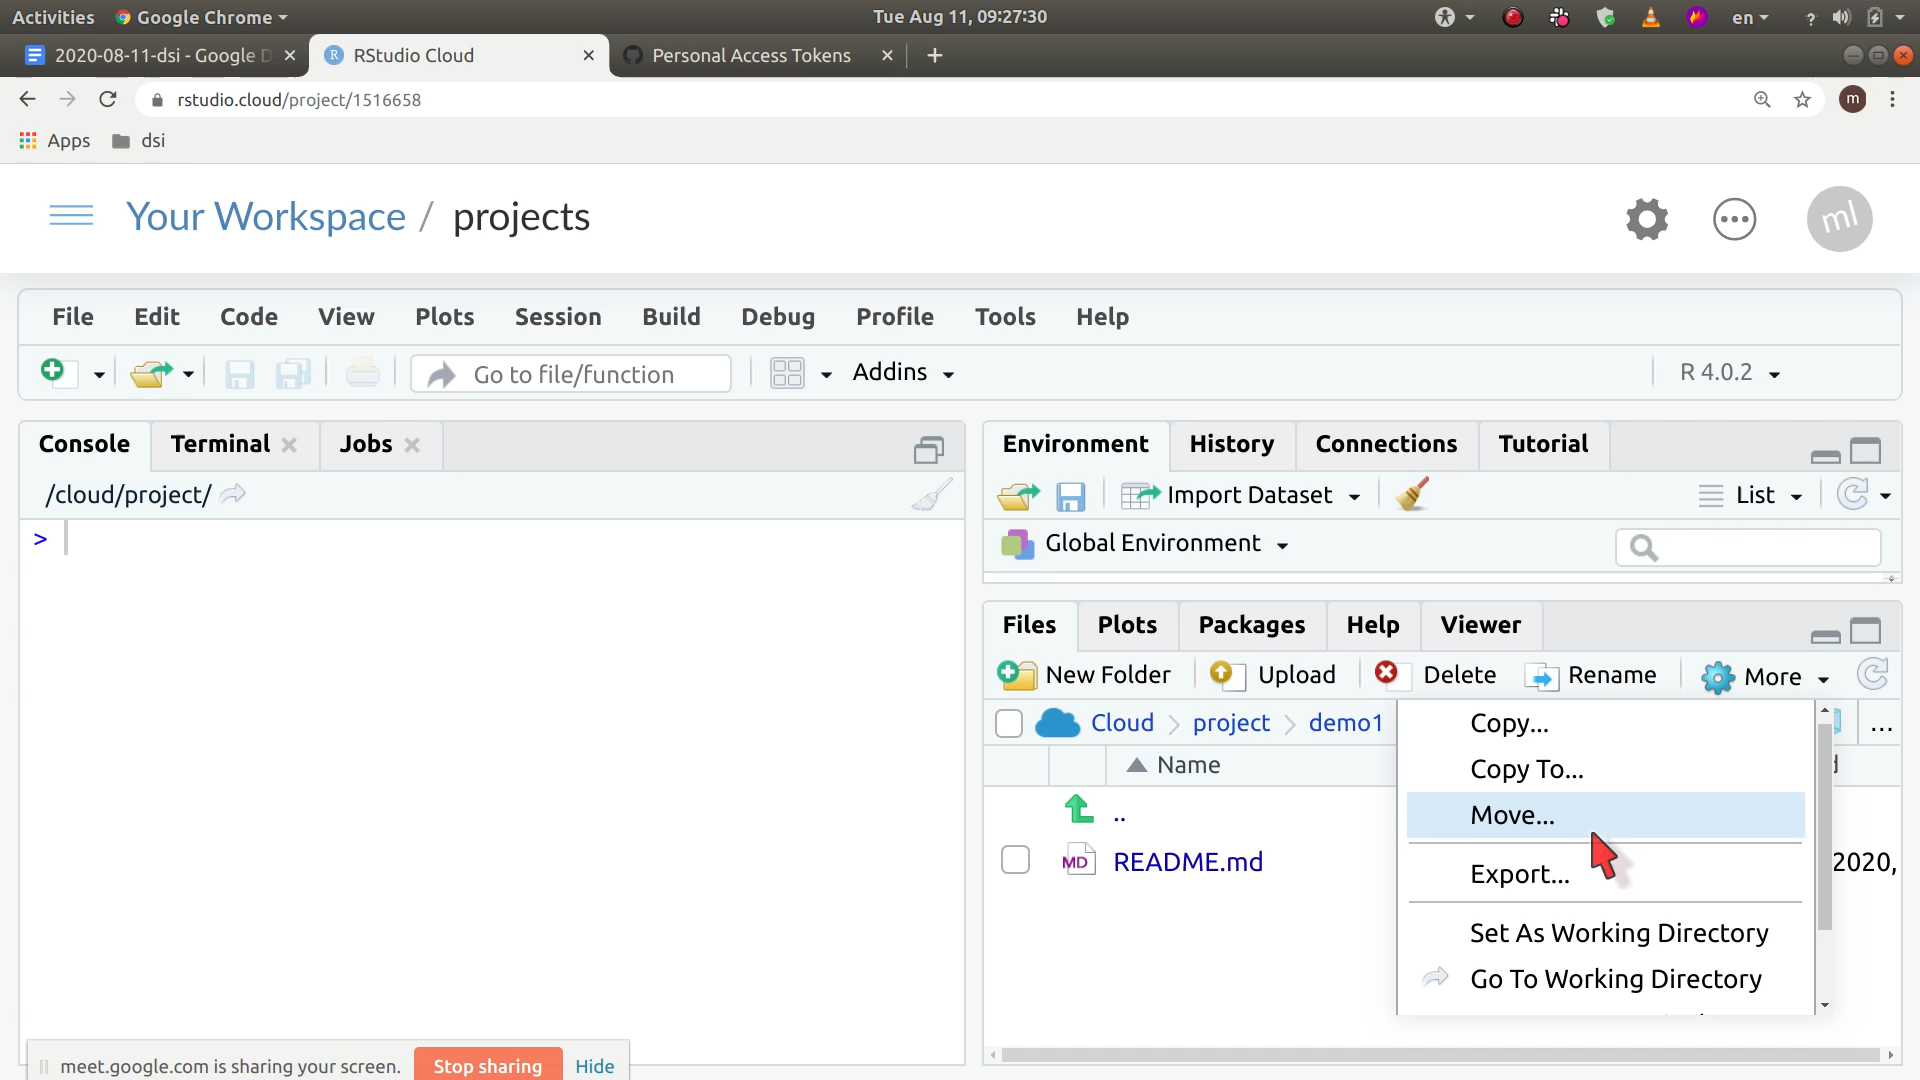 Activities Google Chrome Tue Aug 11, 09:27:30 en ?
2020-08-11-dsi - Google D RStudio Cloud Personal Access Tokens
rstudio.cloud/project/1516658 m
Apps dsi
Your Workspace / projects ml
File Edit Code View Plots Session Build Debug Profile Tools Help
Go to file/function Addins R 4.0.2
Console Terminal Jobs
Environment History Connections Tutorial
/cloud/project/
Import Dataset List
>
Global Environment
Files Plots Packages Help Viewer
New Folder Upload Delete Rename More
Cloud project demo1 ...
Name
..
MD README.md 2020,
Copy...
Copy To...
Move...
Export...
Set As Working Directory
Go To Working Directory
meet.google.com is sharing your screen. Stop sharing Hide